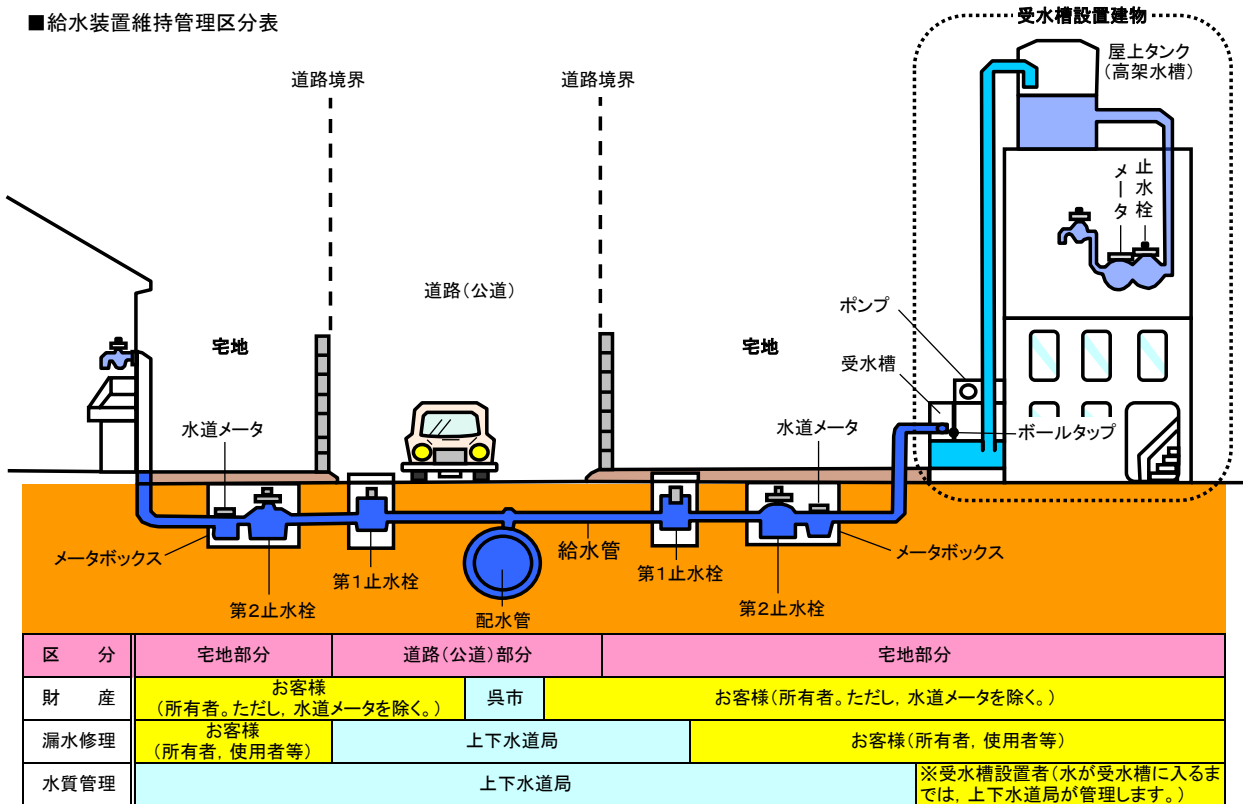 ■給水装置維持管理区分表
受水槽設置建物
屋上タンク
(高架水槽)
道路境界
道路境界
止水栓
メータ
道路(公道)
ポンプ
宅地
宅地
受水槽
水道メータ
水道メータ
ボールタップ
メータボックス
給水管
メータボックス
第1止水栓
第1止水栓
第2止水栓
第2止水栓
配水管
区 分 宅地部分 道路(公道)部分 宅地部分
財 産 お客様
(所有者。ただし, 水道メータを除く。) 呉市 お客様(所有者。ただし, 水道メータを除く。)
漏水修理 お客様
(所有者, 使用者等) 上下水道局 お客様(所有者, 使用者等)
水質管理 上下水道局 ※受水槽設置者(水が受水槽に入るま
では, 上下水道局が管理します。)